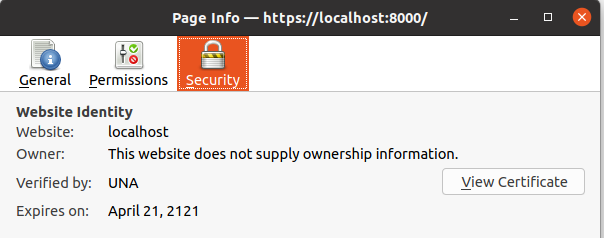 Page Info — https://localhost:8000/
General Permissions Security
Website Identity
Website: localhost
Owner: This website does not supply ownership information.
Verified by: UNA View Certificate
Expires on: April 21, 2121